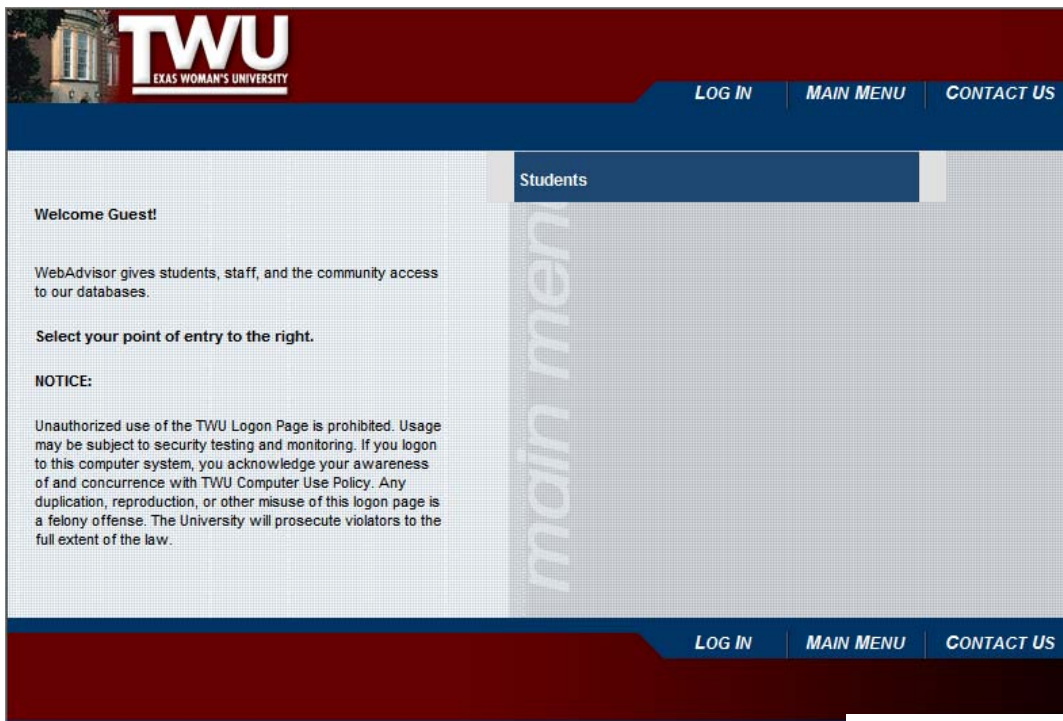 TWU
TEXAS WOMAN'S UNIVERSITY
LOG IN MAIN MENU CONTACT US
Students
main menu
Welcome Guest!
WebAdvisor gives students, staff, and the community access
to our databases.
Select your point of entry to the right.
NOTICE:
Unauthorized use of the TWU Logon Page is prohibited. Usage
may be subject to security testing and monitoring. If you logon
to this computer system, you acknowledge your awareness
of and concurrence with TWU Computer Use Policy. Any
duplication, reproduction, or other misuse of this logon page is
a felony offense. The University will prosecute violators to the
full extent of the law.
LOG IN MAIN MENU CONTACT US